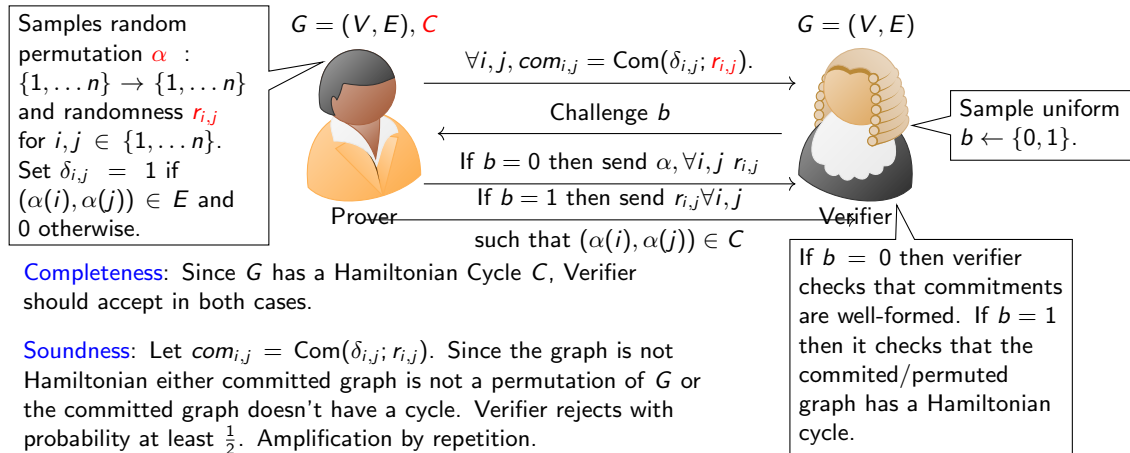 Samples random
permutation α :
{1, . . . n} → {1, . . . n}
and randomness r_{i,j}
for i, j ∈ {1, . . . n}.
Set δ_{i,j} = 1 if
(α(i), α(j)) ∈ E and
0 otherwise.
G = (V, E), C
Prover
∀i, j, com_{i,j} = Com(δ_{i,j}; r_{i,j}).
Challenge b
If b = 0 then send α, ∀i, j r_{i,j}
If b = 1 then send r_{i,j}∀i, j
such that (α(i), α(j)) ∈ C
G = (V, E)
Verifier
Sample uniform
b ← {0, 1}.
If b = 0 then verifier
checks that commitments
are well-formed. If b = 1
then it checks that the
commited/permuted
graph has a Hamiltonian
cycle.
Completeness: Since G has a Hamiltonian Cycle C, Verifier
should accept in both cases.
Soundness: Let com_{i,j} = Com(δ_{i,j}; r_{i,j}). Since the graph is not
Hamiltonian either committed graph is not a permutation of G or
the committed graph doesn't have a cycle. Verifier rejects with
probability at least 1/2. Amplification by repetition.